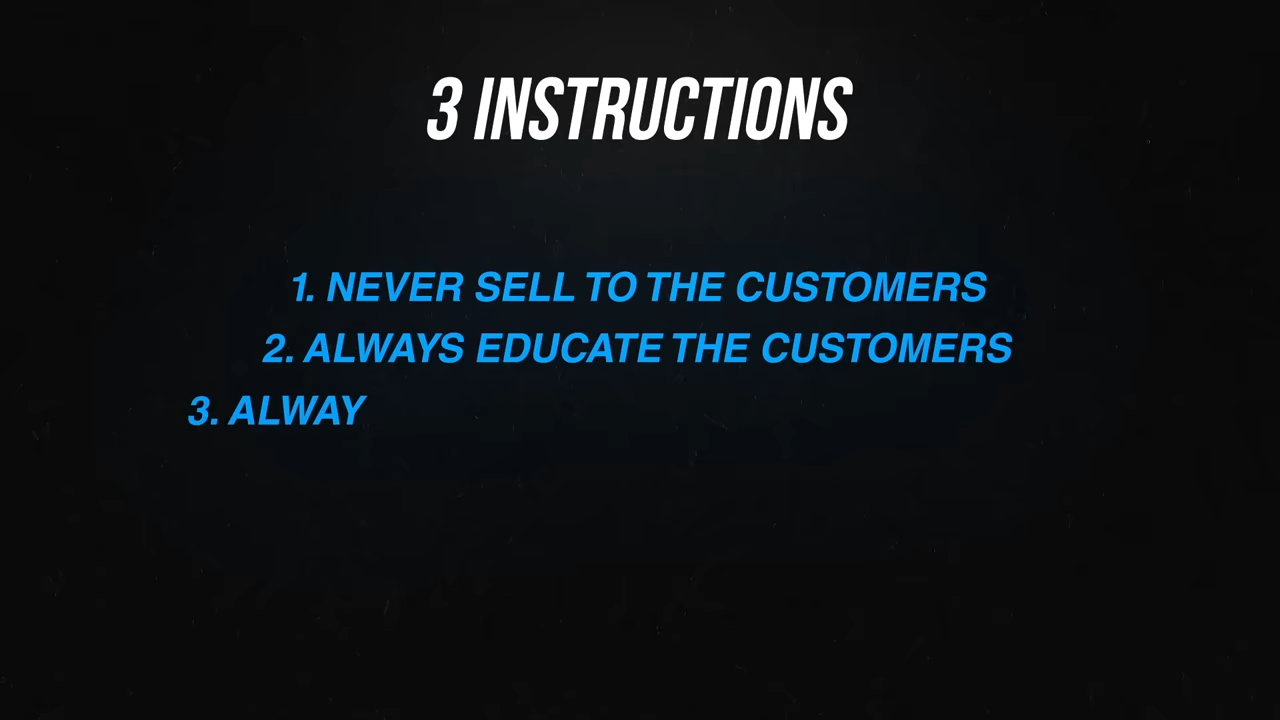 3 INSTRUCTIONS
1. NEVER SELL TO THE CUSTOMERS
2. ALWAYS EDUCATE THE CUSTOMERS
3. ALWAY